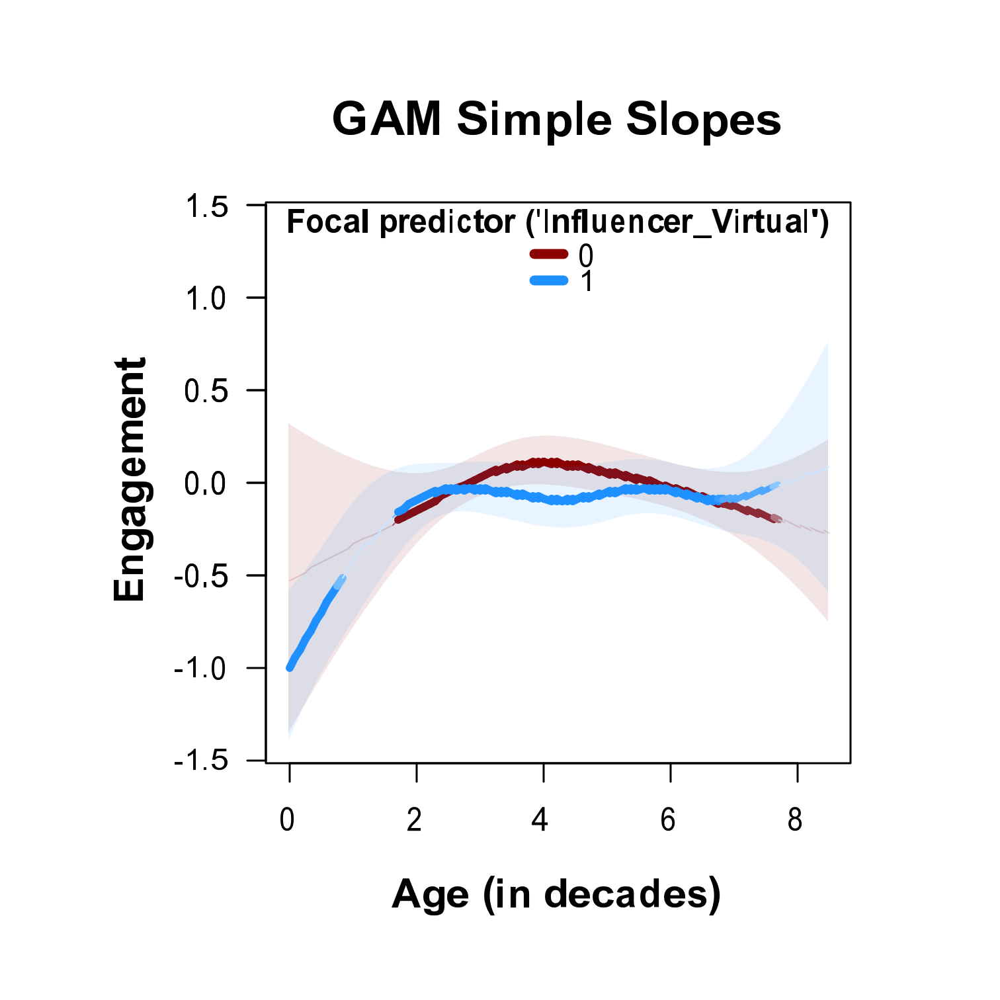 GAM Simple Slopes
Focal predictor ('Influencer_Virtual')
0
1
1.5
1.0
0.5
0.0
-0.5
-1.0
-1.5
Engagement
0 2 4 6 8
Age (in decades)